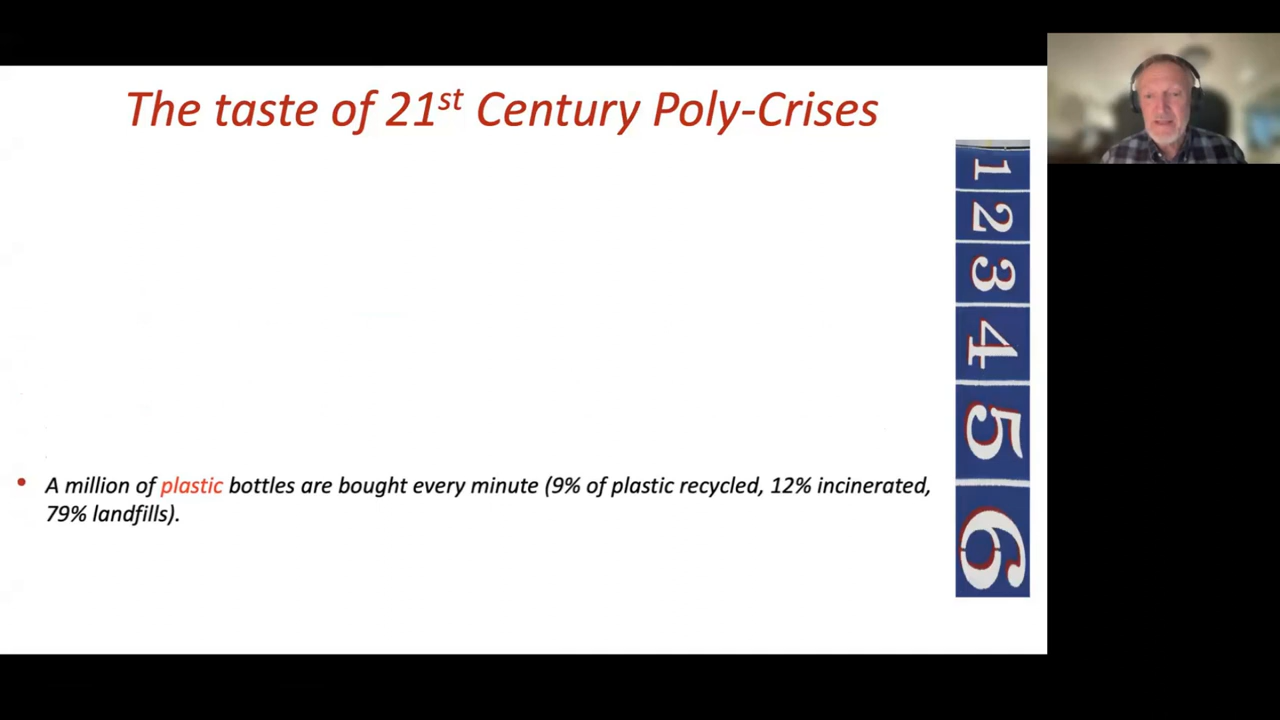 The taste of 21st Century Poly-Crises
1
2
3
4
5
6
• A million of plastic bottles are bought every minute (9% of plastic recycled, 12% incinerated,
79% landfills).